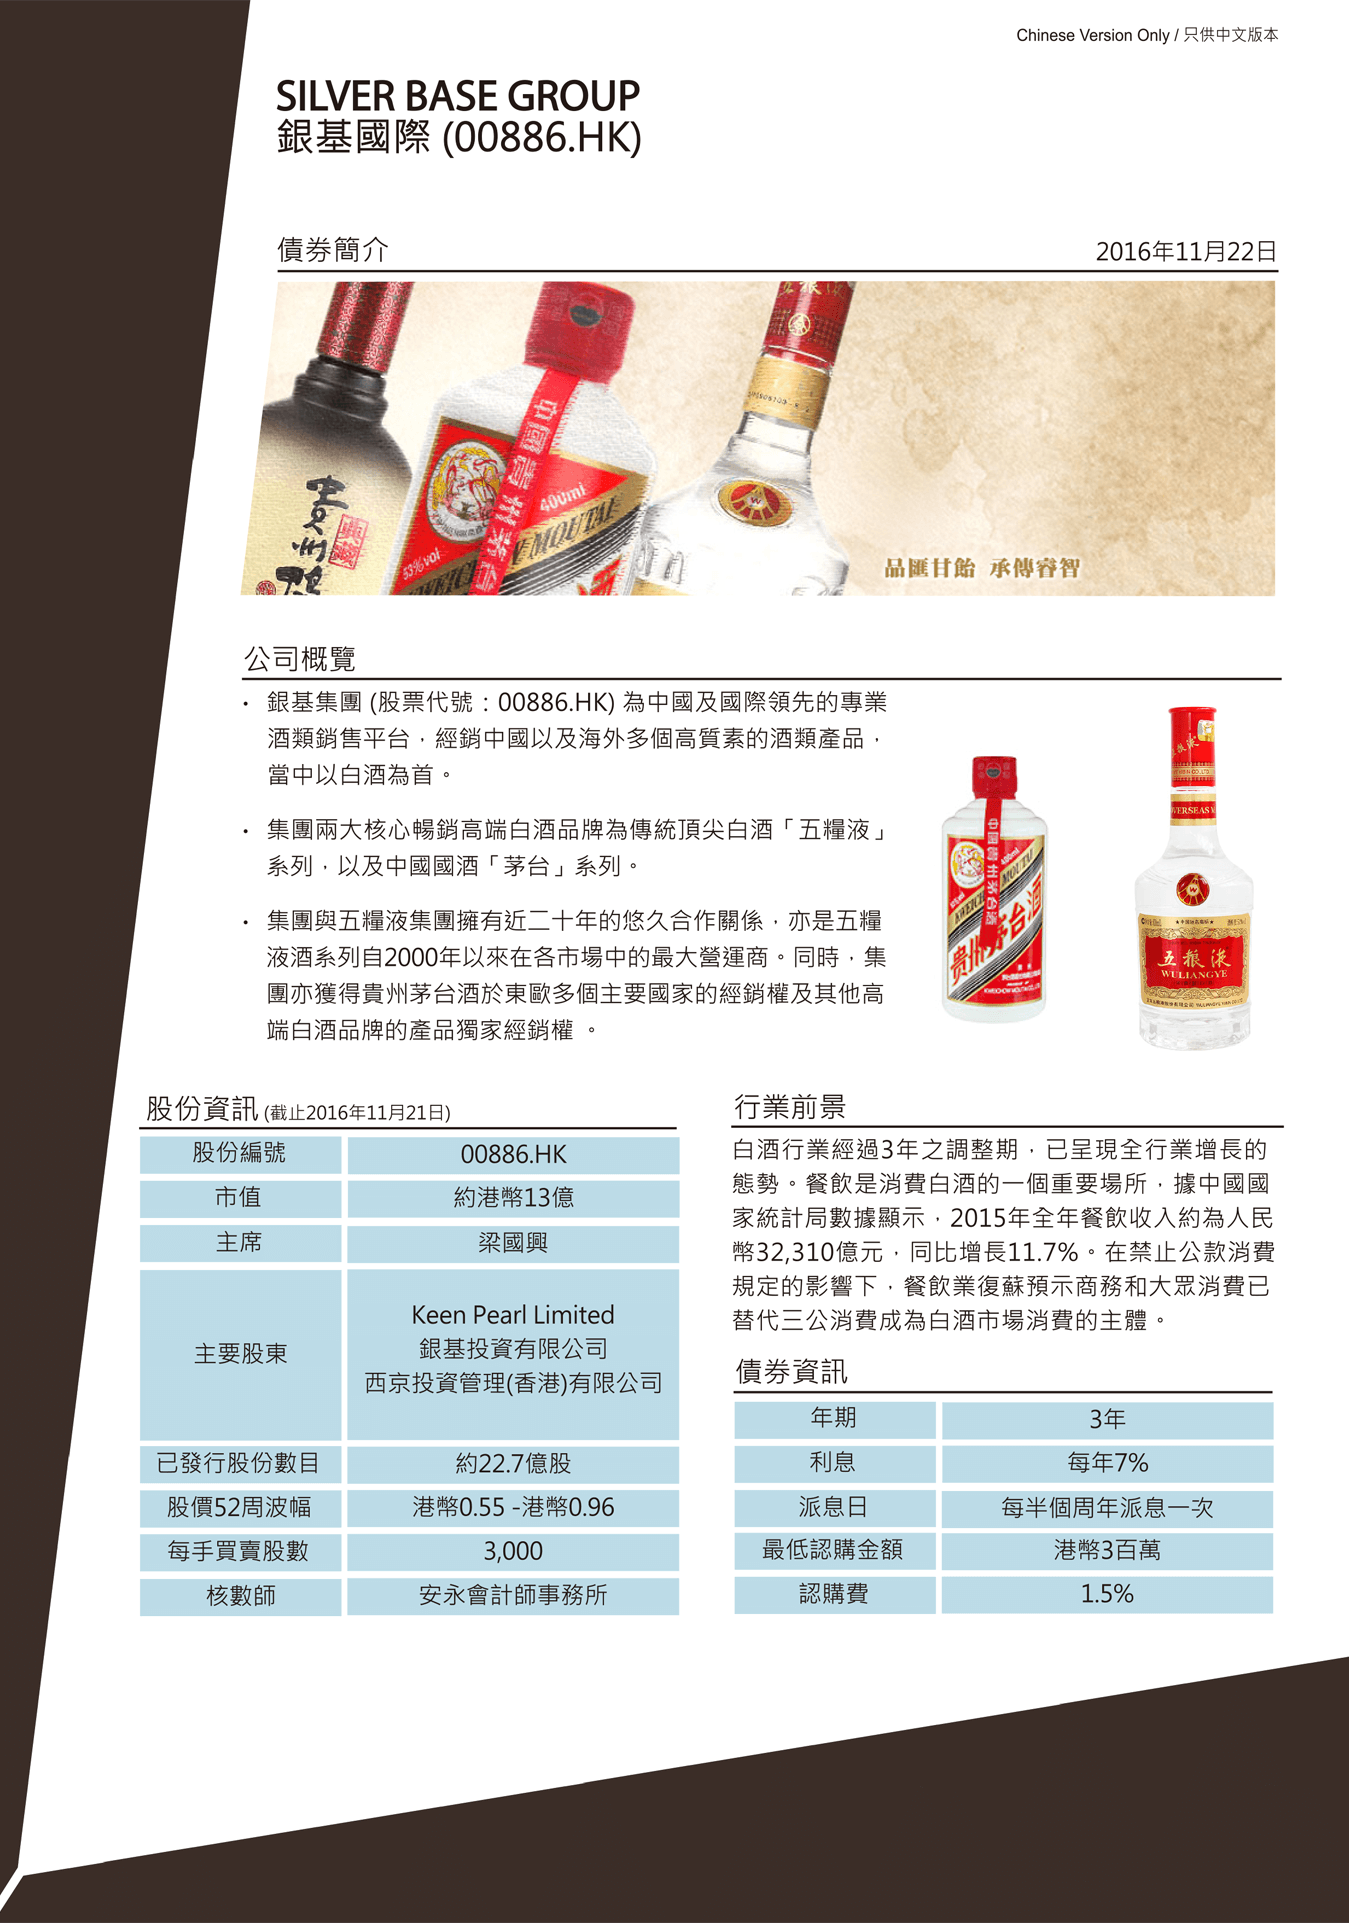 Chinese Version Only / 只供中文版本
SILVER BASE GROUP
銀基國際 (00886.HK)
債券簡介
2016年11月22日
中國貴州茅台
400ml
53%vol
MOUTAI
品匯甘飴 承傳睿智
公司概覽
• 銀基集團 (股票代號：00886.HK) 為中國及國際領先的專業
酒類銷售平台，經銷中國以及海外多個高質素的酒類產品，
當中以白酒為首。
• 集團兩大核心暢銷高端白酒品牌為傳統頂尖白酒「五糧液」
系列，以及中國國酒「茅台」系列。
• 集團與五糧液集團擁有近二十年的悠久合作關係，亦是五糧
液酒系列自2000年以來在各市場中的最大營運商。同時，集
團亦獲得貴州茅台酒於東歐多個主要國家的經銷權及其他高
端白酒品牌的產品獨家經銷權 。
MOUTAI
贵州茅台酒
五粮液
WULIANGYE
股份資訊 (截止2016年11月21日)
股份編號 00886.HK
市值 約港幣13億
主席 梁國興
主要股東
Keen Pearl Limited
銀基投資有限公司
西京投資管理(香港)有限公司
已發行股份數目 約22.7億股
股價52周波幅 港幣0.55 -港幣0.96
每手買賣股數 3,000
核數師 安永會計師事務所
行業前景
白酒行業經過3年之調整期，已呈現全行業增長的
態勢。餐飲是消費白酒的一個重要場所，據中國國
家統計局數據顯示，2015年全年餐飲收入約為人民
幣32,310億元，同比增長11.7%。在禁止公款消費
規定的影響下，餐飲業復蘇預示商務和大眾消費已
替代三公消費成為白酒市場消費的主體。
債券資訊
年期 3年
利息 每年7%
派息日 每半個周年派息一次
最低認購金額 港幣3百萬
認購費 1.5%